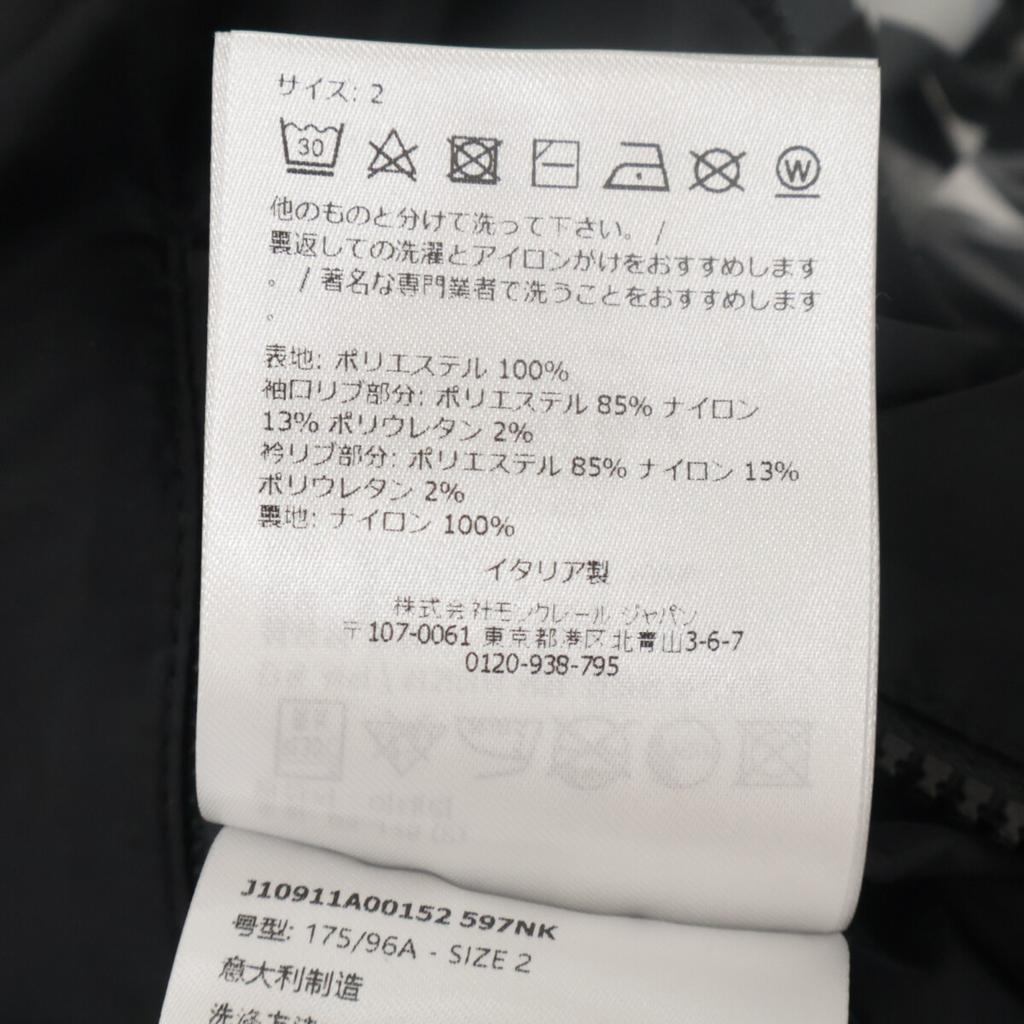 サイズ: 2
30
W
他のものと分けて洗って下さい。 /
裏返しての洗濯とアイロンがけをおすすめします
。 / 著名な専門業者で洗うことをおすすめします
。
表地: ポリエステル 100%
袖口リブ部分: ポリエステル 85% ナイロン
13% ポリウレタン 2%
衿リブ部分: ポリエステル 85% ナイロン 13%
ポリウレタン 2%
裏地: ナイロン 100%
イタリア製
株式会社モンクレール ジャパン
〒107-0061 東京都港区北青山3-6-7
0120-938-795
J10911A00152 597NK
号型: 175/96A - SIZE 2
意大利制造
洗涤方法